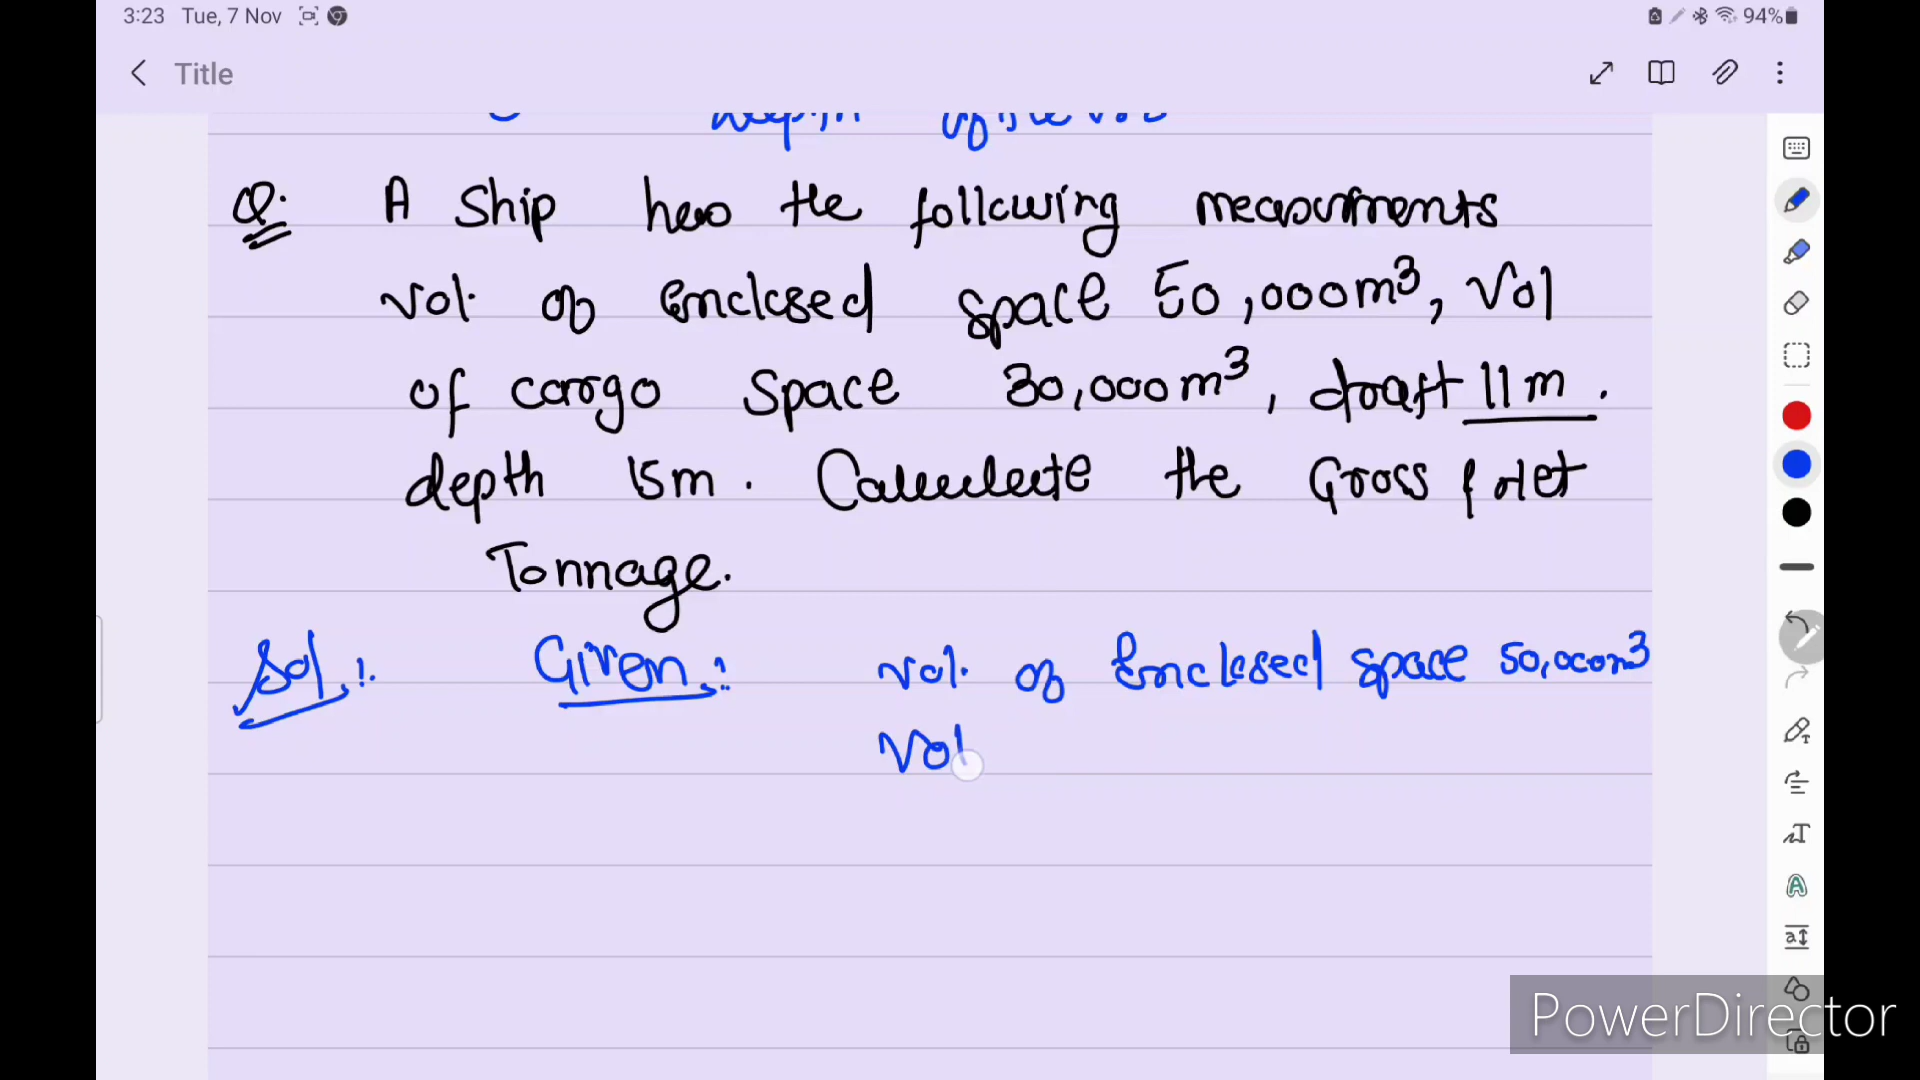 3:23 Tue, 7 Nov 94%
Title
Q. A Ship has the following measurments
Vol. of Enclosed space 50,000m³, Vol
of cargo space 30,000m³, draft 11m.
depth 15m. Calculate the Gross & Net
Tonnage.
Sol: Given: Vol. of Enclosed space 50,000m³
Vol
PowerDirector